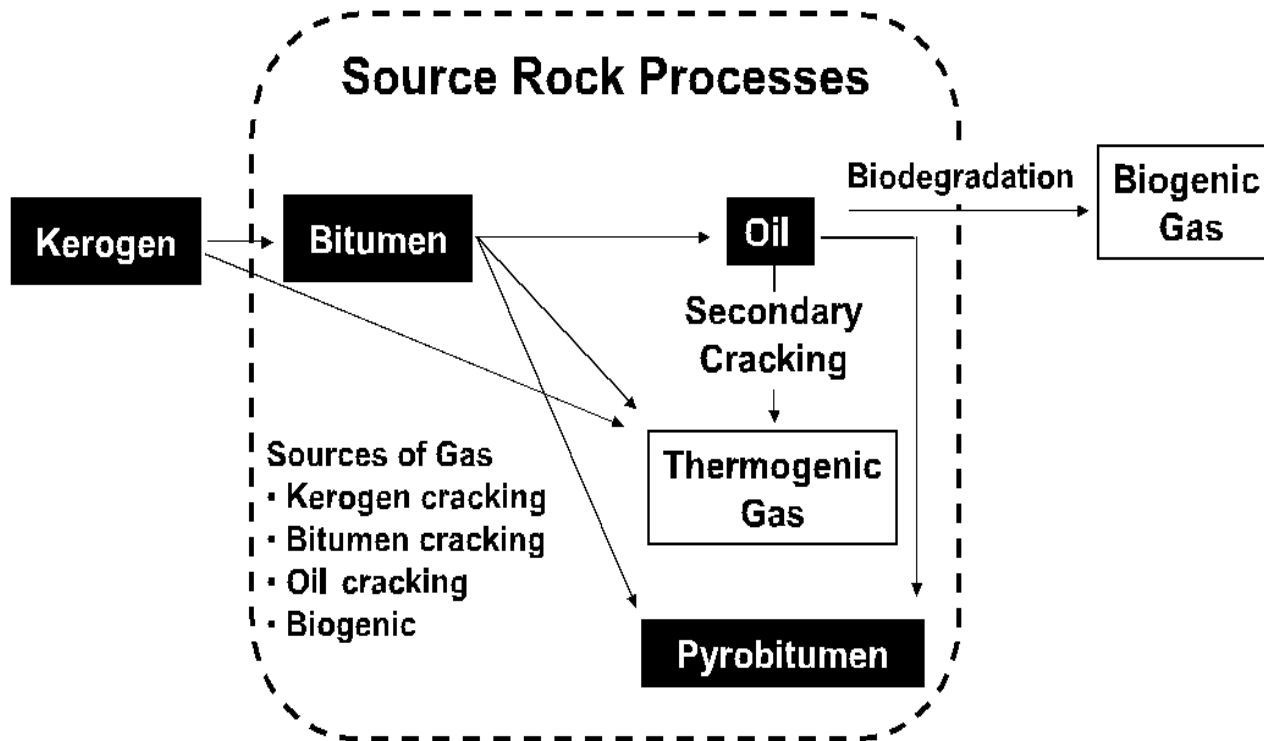 Source Rock Processes
Biodegradation
Biogenic
Gas
Kerogen
Bitumen
Oil
Secondary
Cracking
Thermogenic
Gas
Sources of Gas
· Kerogen cracking
· Bitumen cracking
· Oil cracking
· Biogenic
Pyrobitumen